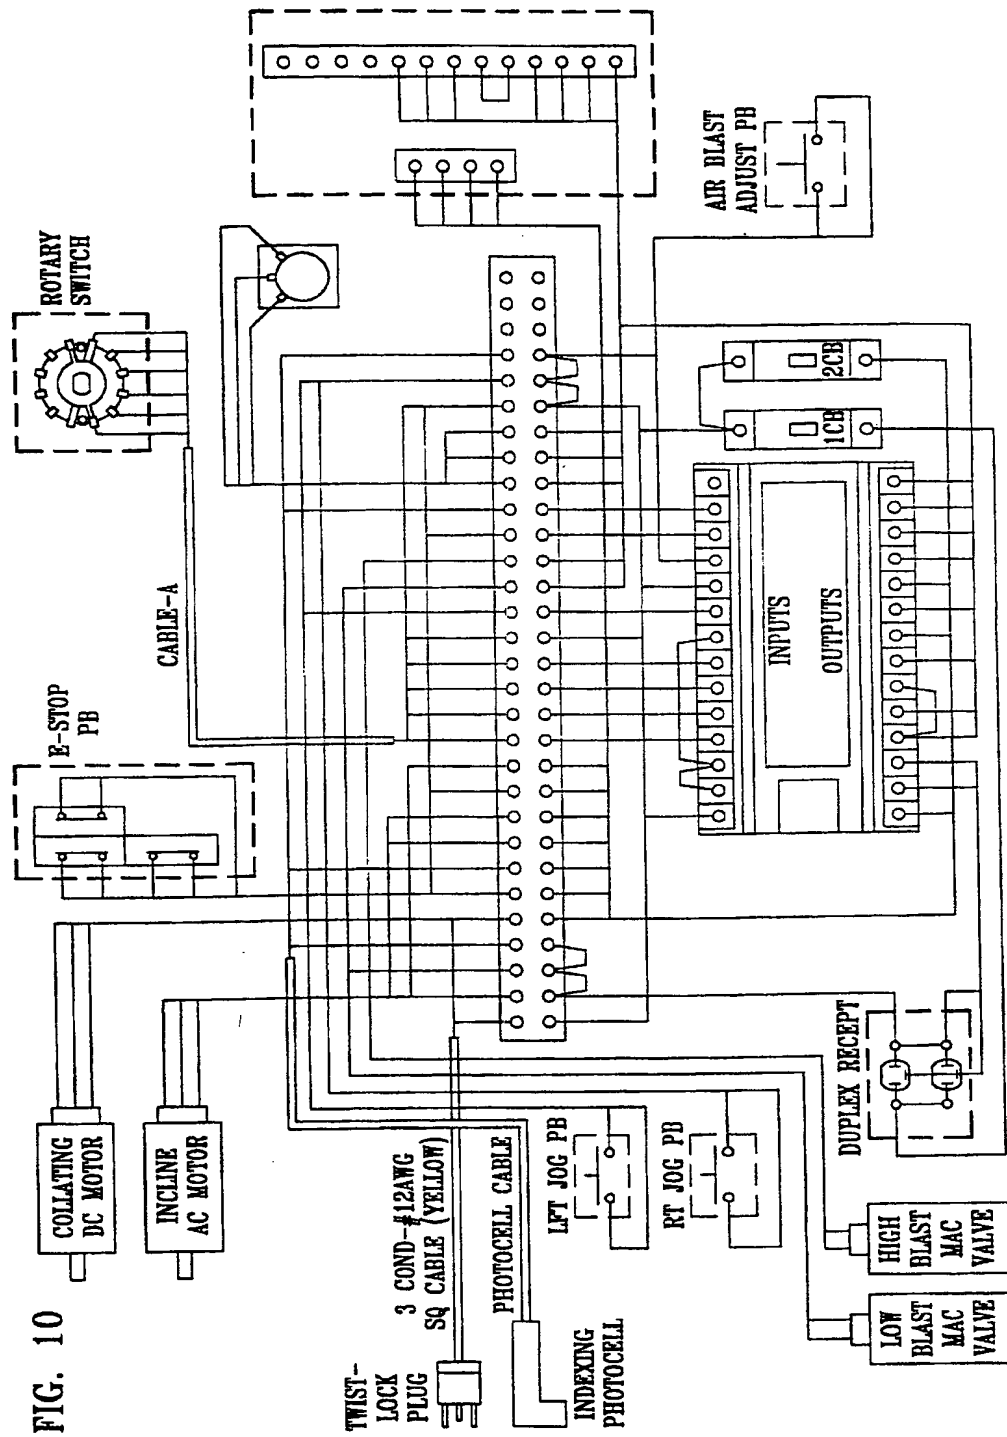 FIG. 10
COLLATING
DC MOTOR
INCLINE
AC MOTOR
E-STOP
PB
ROTARY
SWITCH
CABLE-A
TWIST-
LOCK
PLUG
3 COND-#12AWG
SQ CABLE (YELLOW)
PHOTOCELL CABLE
INDEXING
PHOTOCELL
LFT JOG PB
RT JOG PB
LOW
BLAST
MAC
VALVE
HIGH
BLAST
MAC
VALVE
DUPLEX RECEPT
INPUTS
OUTPUTS
1CB
2CB
AIR BLAST
ADJUST PB